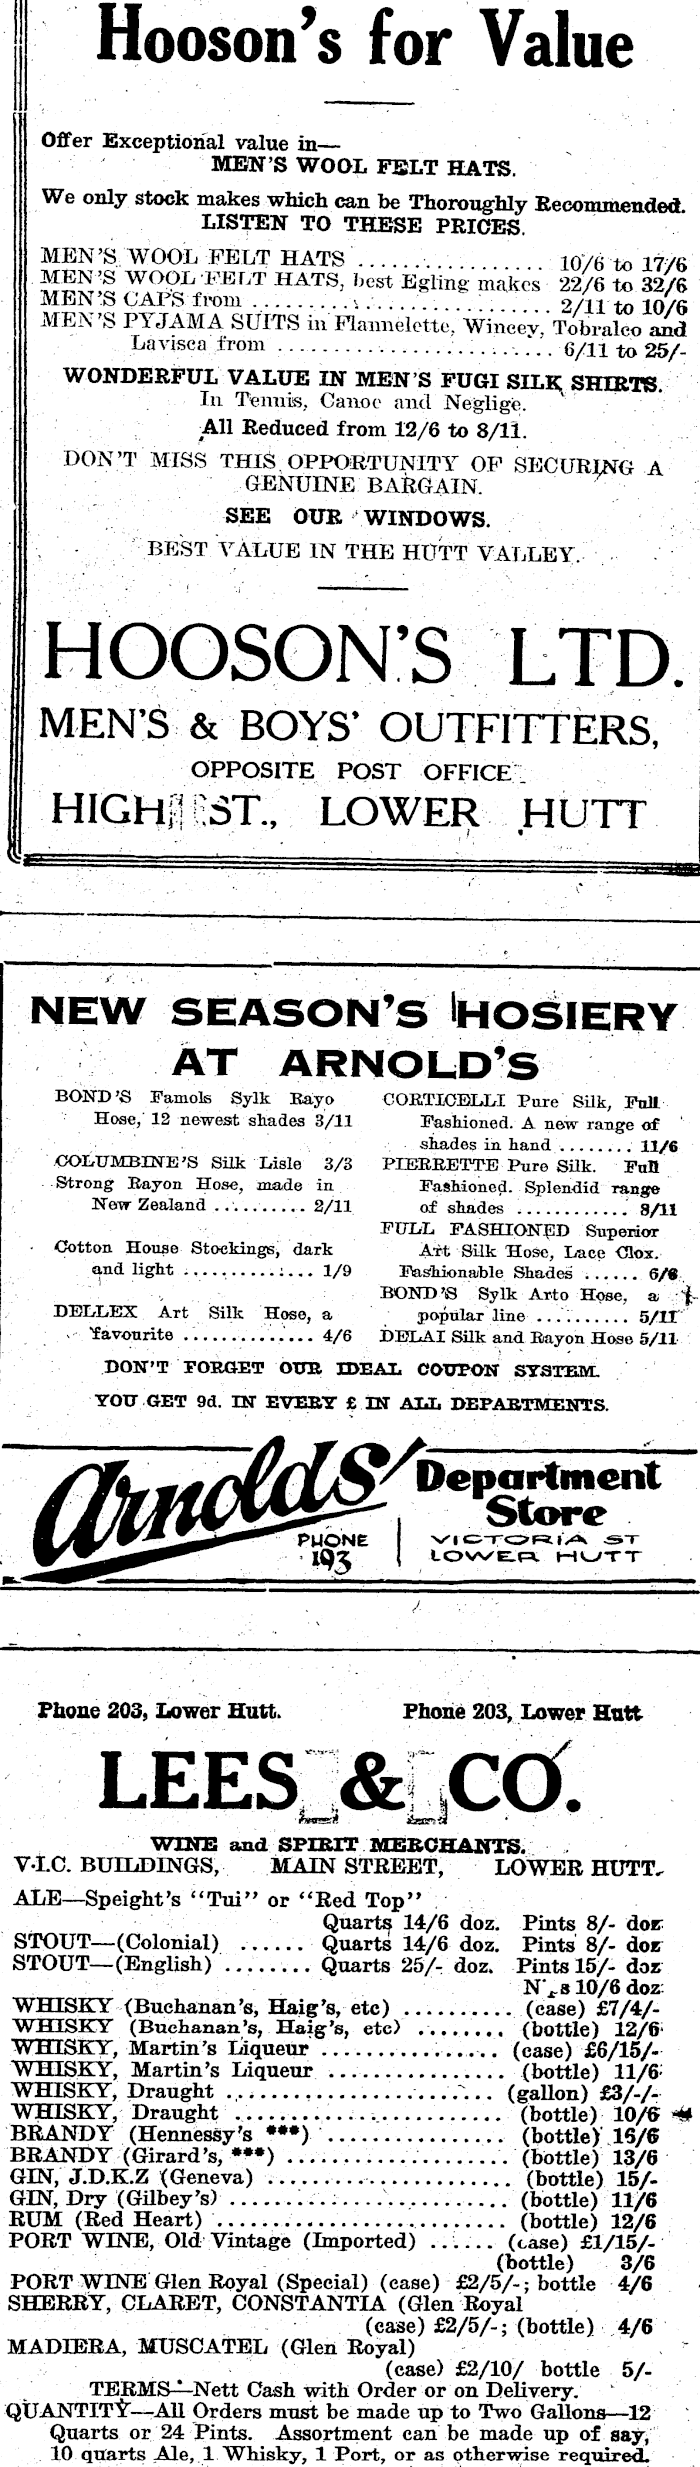 Hooson's for Value
Offer Exceptional value in—
MEN'S WOOL FELT HATS.
We only stock makes which can be Thoroughly Recommended.
LISTEN TO THESE PRICES.
MEN'S WOOL FELT HATS .................. 10/6 to 17/6
MEN'S WOOL FELT HATS, best Egling makes 22/6 to 32/6
MEN'S CAPS from ............................. 2/11 to 10/6
MEN'S PYJAMA SUITS in Flannelette, Wincey, Tobralco and
Lavisca from ........................... 6/11 to 25/-
WONDERFUL VALUE IN MEN'S FUGI SILK SHIRTS.
In Tennis, Canoe and Neglige.
All Reduced from 12/6 to 8/11.
DON'T MISS THIS OPPORTUNITY OF SECURING A
GENUINE BARGAIN.
SEE OUR WINDOWS.
BEST VALUE IN THE HUTT VALLEY.
HOOSON'S LTD.
MEN'S & BOYS' OUTFITTERS,
OPPOSITE POST OFFICE
HIGH ST., LOWER HUTT
NEW SEASON'S HOSIERY
AT ARNOLD'S
BOND'S Famols Sylk Rayo
Hose, 12 newest shades 3/11
COLUMBINE'S Silk Lisle 3/3
Strong Rayon Hose, made in
New Zealand .......... 2/11
Cotton House Stockings, dark
and light .............. 1/9
DELLEX Art Silk Hose, a
favourite .............. 4/6
CORTICELLI Pure Silk, Full
Fashioned. A new range of
shades in hand ........ 11/6
PIERRETTE Pure Silk. Full
Fashioned. Splendid range
of shades ............ 8/11
FULL FASHIONED Superior
Art Silk Hose, Lace Clox.
Fashionable Shades ...... 6/6
BOND'S Sylk Arto Hose, a
popular line .......... 5/11
DELAI Silk and Rayon Hose 5/11
DON'T FORGET OUR IDEAL COUPON SYSTEM.
YOU GET 9d. IN EVERY £ IN ALL DEPARTMENTS.
Arnolds' Department
Store
PHONE
193
VICTORIA ST
LOWER HUTT
Phone 203, Lower Hutt. Phone 203, Lower Hutt
LEES & CO.
WINE and SPIRIT MERCHANTS.
V.I.C. BUILDINGS, MAIN STREET, LOWER HUTT.
ALE—Speight's "Tui" or "Red Top"
Quarts 14/6 doz. Pints 8/- doz
STOUT—(Colonial) ...... Quarts 14/6 doz. Pints 8/- doz
STOUT—(English) ........ Quarts 25/- doz. Pints 15/- doz
10/6 doz
WHISKY (Buchanan's, Haig's, etc) .......... (case) £7/4/-
WHISKY (Buchanan's, Haig's, etc) ........ (bottle) 12/6
WHISKY, Martin's Liqueur ................ (case) £6/15/-
WHISKY, Martin's Liqueur ................. (bottle) 11/6
WHISKY, Draught ........................ (gallon) £3/-/-
WHISKY, Draught ........................ (bottle) 10/6
BRANDY (Hennessy's ***) ................ (bottle) 16/6
BRANDY (Girard's, ***) .................... (bottle) 13/6
GIN, J.D.K.Z (Geneva) ..................... (bottle) 15/-
GIN, Dry (Gilbey's) ......................... (bottle) 11/6
RUM (Red Heart) .......................... (bottle) 12/6
PORT WINE, Old Vintage (Imported) ...... (case) £1/15/-
(bottle) 3/6
PORT WINE Glen Royal (Special) (case) £2/5/-; bottle 4/6
SHERRY, CLARET, CONSTANTIA (Glen Royal
(case) £2/5/-; (bottle) 4/6
MADIERA, MUSCATEL (Glen Royal)
(case) £2/10/ bottle 5/-
TERMS—Nett Cash with Order or on Delivery.
QUANTITY—All Orders must be made up to Two Gallons—12
Quarts or 24 Pints. Assortment can be made up of say,
10 quarts Ale, 1 Whisky, 1 Port, or as otherwise required.